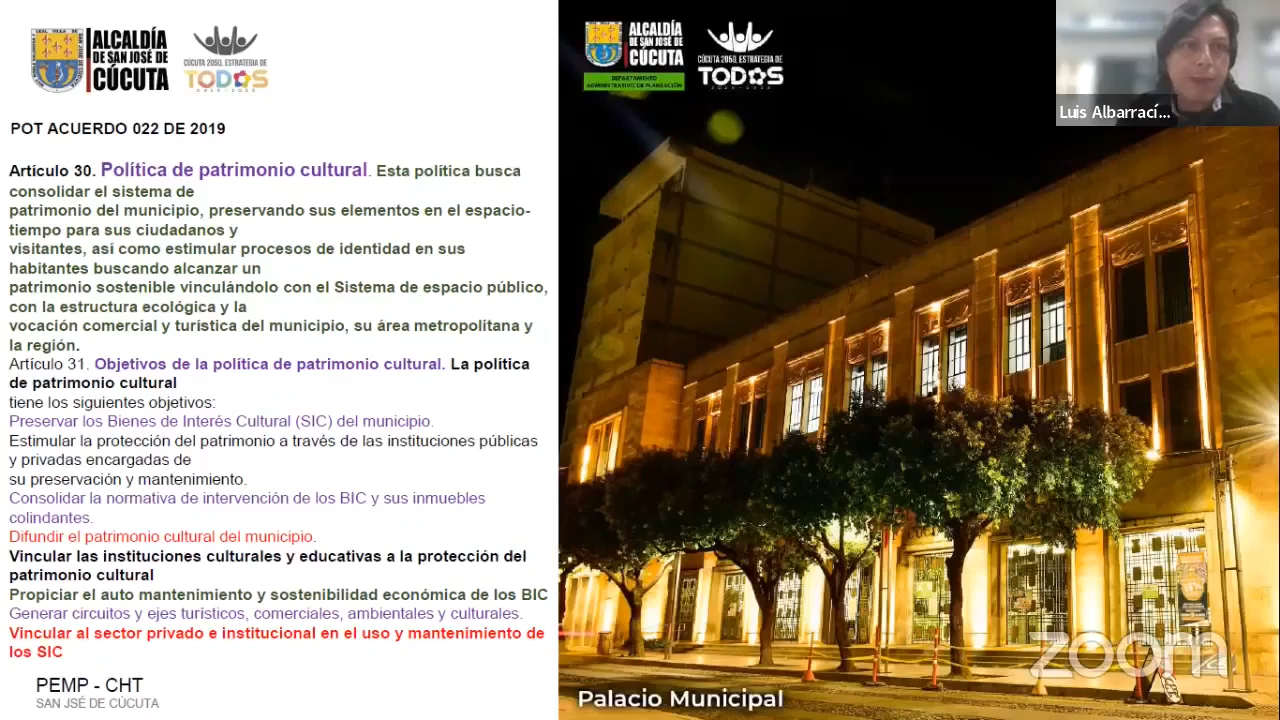 ALCALDÍA
DE SAN JOSÉ DE
CÚCUTA
CÚCUTA 2050, ESTRATEGIA DE
TODOS
POT ACUERDO 022 DE 2019
Artículo 30. Política de patrimonio cultural. Esta política busca
consolidar el sistema de
patrimonio del municipio, preservando sus elementos en el espacio-
tiempo para sus ciudadanos y
visitantes, así como estimular procesos de identidad en sus
habitantes buscando alcanzar un
patrimonio sostenible vinculándolo con el Sistema de espacio público,
con la estructura ecológica y la
vocación comercial y turística del municipio, su área metropolitana y
la región.
Artículo 31. Objetivos de la política de patrimonio cultural. La política
de patrimonio cultural
tiene los siguientes objetivos:
Preservar los Bienes de Interés Cultural (SIC) del municipio.
Estimular la protección del patrimonio a través de las instituciones públicas
y privadas encargadas de
su preservación y mantenimiento.
Consolidar la normativa de intervención de los BIC y sus inmuebles
colindantes.
Difundir el patrimonio cultural del municipio.
Vincular las instituciones culturales y educativas a la protección del
patrimonio cultural
Propiciar el auto mantenimiento y sostenibilidad económica de los BIC
Generar circuitos y ejes turísticos, comerciales, ambientales y culturales.
Vincular al sector privado e institucional en el uso y mantenimiento de
los SIC
PEMP - CHT
SAN JSÉ DE CÚCUTA
ALCALDÍA
DE SAN JOSÉ DE
CÚCUTA
DEPARTAMENTO
ADMINISTRATIVO DE PLANEACIÓN
CÚCUTA 2050, ESTRATEGIA DE
TODOS
Luis Albarrací...
Palacio Municipal
zoom